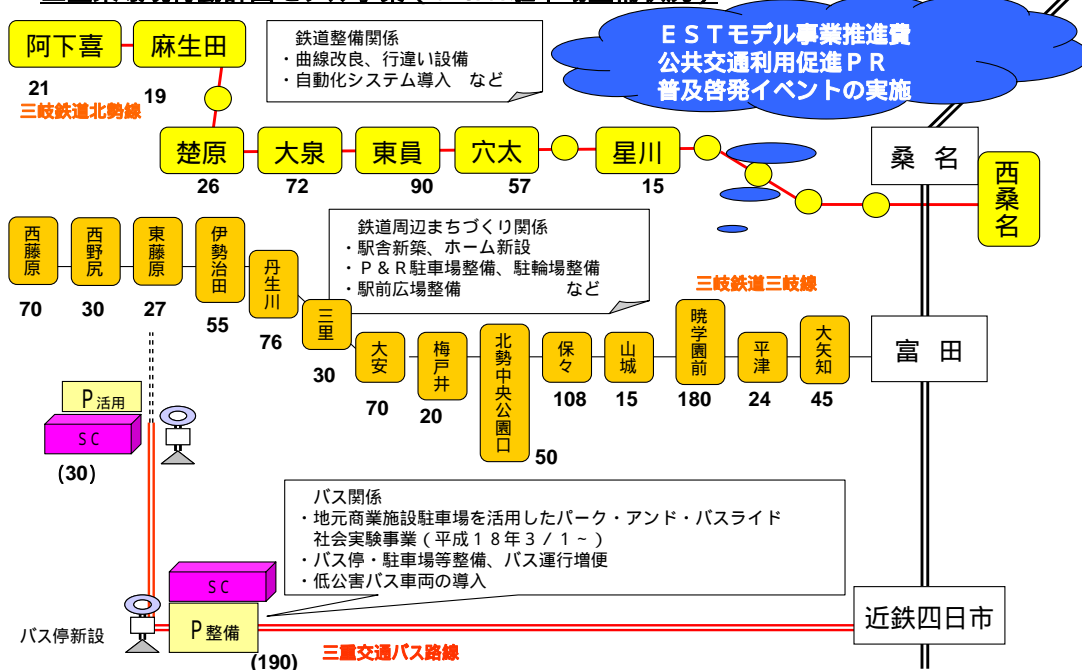 ＥＳＴモデル事業推進費
公共交通利用促進ＰＲ
普及啓発イベントの実施
阿下喜
麻生田
21
19
三岐鉄道北勢線
鉄道整備関係
・曲線改良、行違い設備
・自動化システム導入　など
楚原
大泉
東員
穴太
星川
桑 名
西桑名
26
72
90
57
15
西藤原
西野尻
東藤原
伊勢治田
丹生川
三里
大安
梅戸井
北勢中央公園口
保々
山城
暁学園前
平津
大矢知
富 田
70
30
27
55
76
30
70
20
50
108
15
180
24
45
鉄道周辺まちづくり関係
・駅舎新築、ホーム新設
・Ｐ＆Ｒ駐車場整備、駐輪場整備
・駅前広場整備　　　　　　など
三岐鉄道三岐線
Ｐ活用
ＳＣ
(30)
バス関係
・地元商業施設駐車場を活用したパーク・アンド・バスライド
社会実験事業（平成１８年３/１～）
・バス停・駐車場等整備、バス運行増便
・低公害バス車両の導入
ＳＣ
Ｐ整備
バス停新設
(190)
三重交通バス路線
近鉄四日市